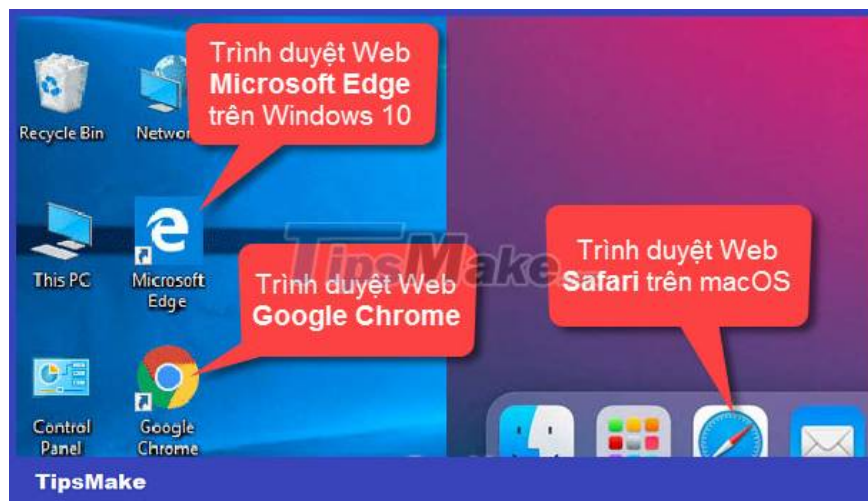 Trình duyệt Web
Microsoft Edge
trên Windows 10
Recycle Bin
Networ
This PC
Microsoft
Edge
TipsMake
Trình duyệt Web
Google Chrome
Trình duyệt Web
Safari trên macOS
Control
Panel
Google
Chrome
TipsMake